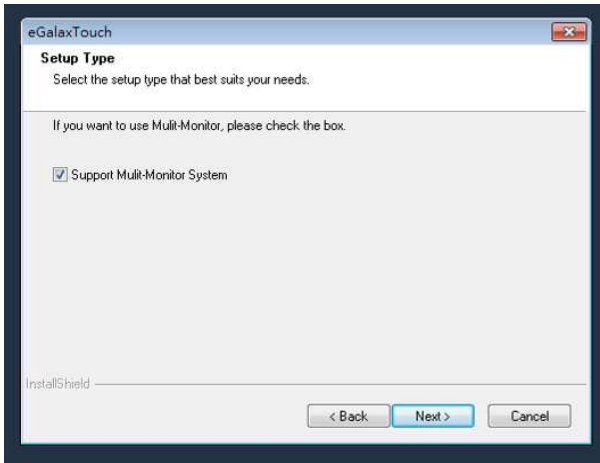 eGalaxTouch
Setup Type
Select the setup type that best suits your needs.
If you want to use Mulit-Monitor, please check the box.
Support Mulit-Monitor System
InstallShield
< Back Next > Cancel